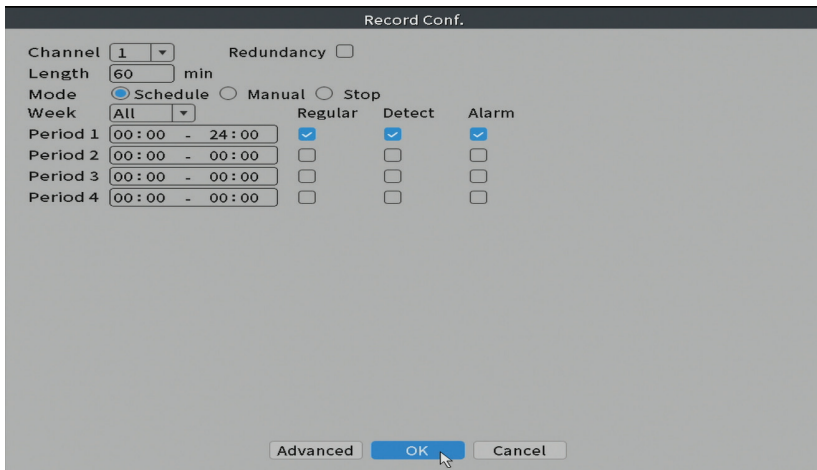 Record Conf.
Channel 1 Redundancy
Length 60 min
Mode Schedule Manual Stop
Week All Regular Detect Alarm
Period 1 00:00 - 24:00
Period 2 00:00 - 00:00
Period 3 00:00 - 00:00
Period 4 00:00 - 00:00
Advanced OK Cancel